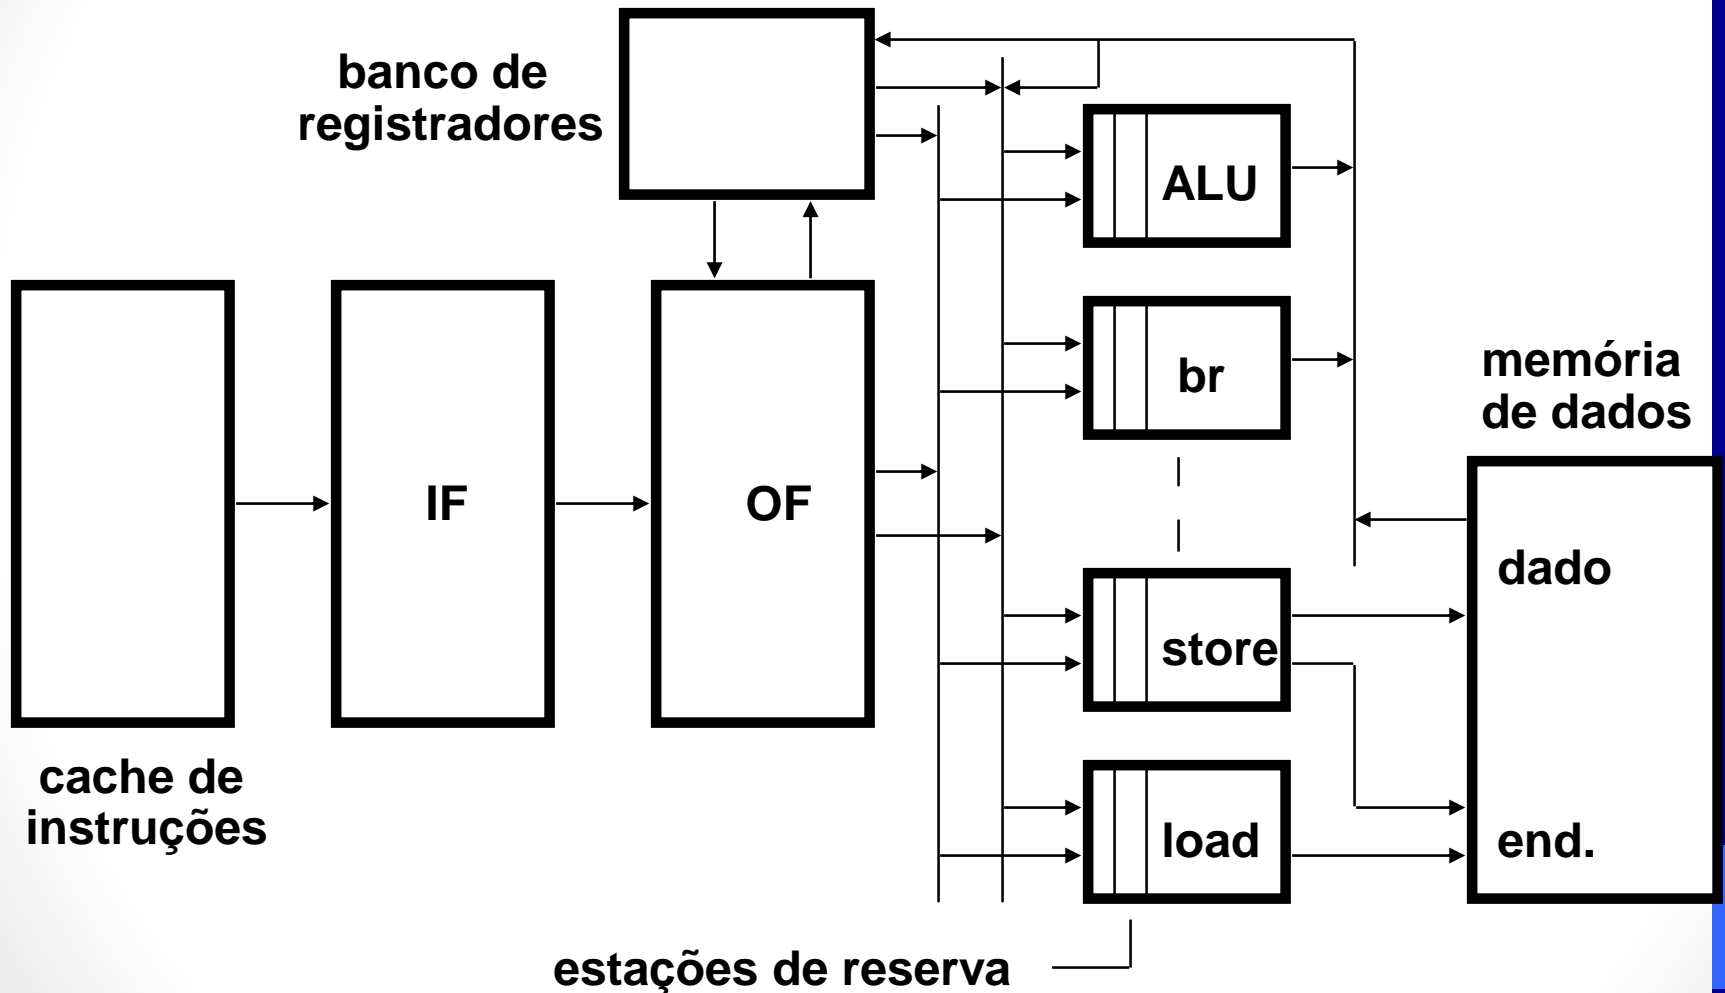 banco de
registradores
ALU
br
memória
de dados
IF
OF
dado
store
cache de
instruções
load
end.
estações de reserva